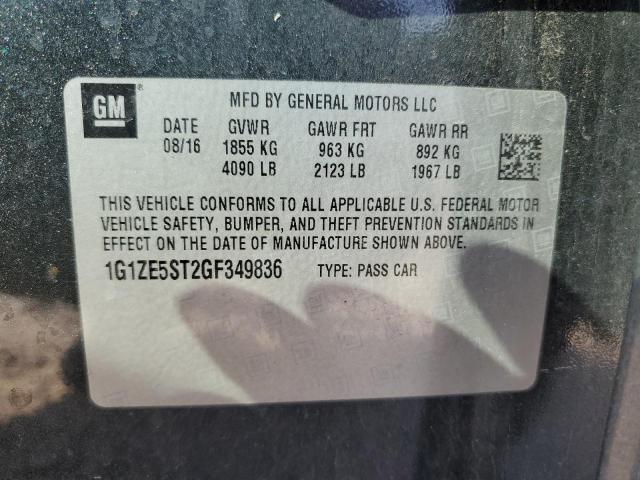 GM
MFD BY GENERAL MOTORS LLC
DATE GVWR GAWR FRT GAWR RR
08/16 1855 KG 963 KG 892 KG
4090 LB 2123 LB 1967 LB
THIS VEHICLE CONFORMS TO ALL APPLICABLE U.S. FEDERAL MOTOR
VEHICLE SAFETY, BUMPER, AND THEFT PREVENTION STANDARDS IN
EFFECT ON THE DATE OF MANUFACTURE SHOWN ABOVE.
1G1ZE5ST2GF349836 TYPE: PASS CAR